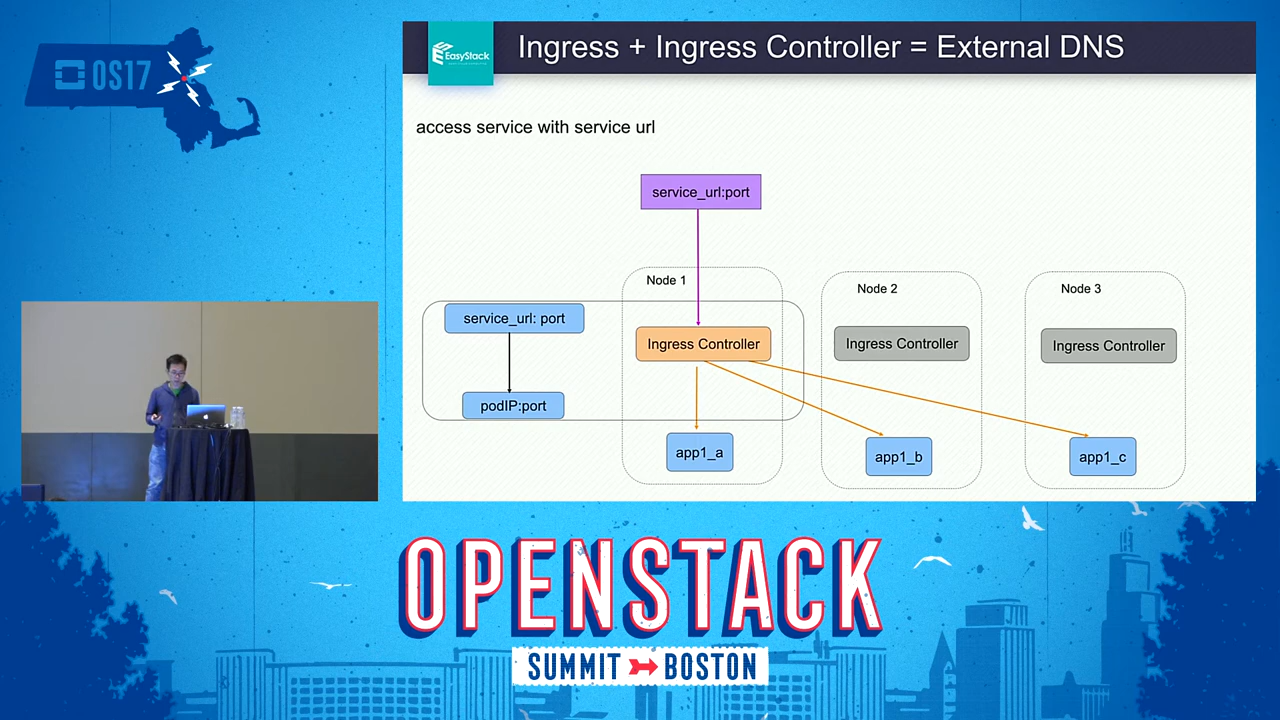 OS17
EasyStack
Ingress + Ingress Controller = External DNS
access service with service url
service_url:port
Node 1
Node 2
Node 3
service_url: port
Ingress Controller
Ingress Controller
Ingress Controller
podIP:port
app1_a
app1_b
app1_c
OPENSTACK
SUMMIT BOSTON